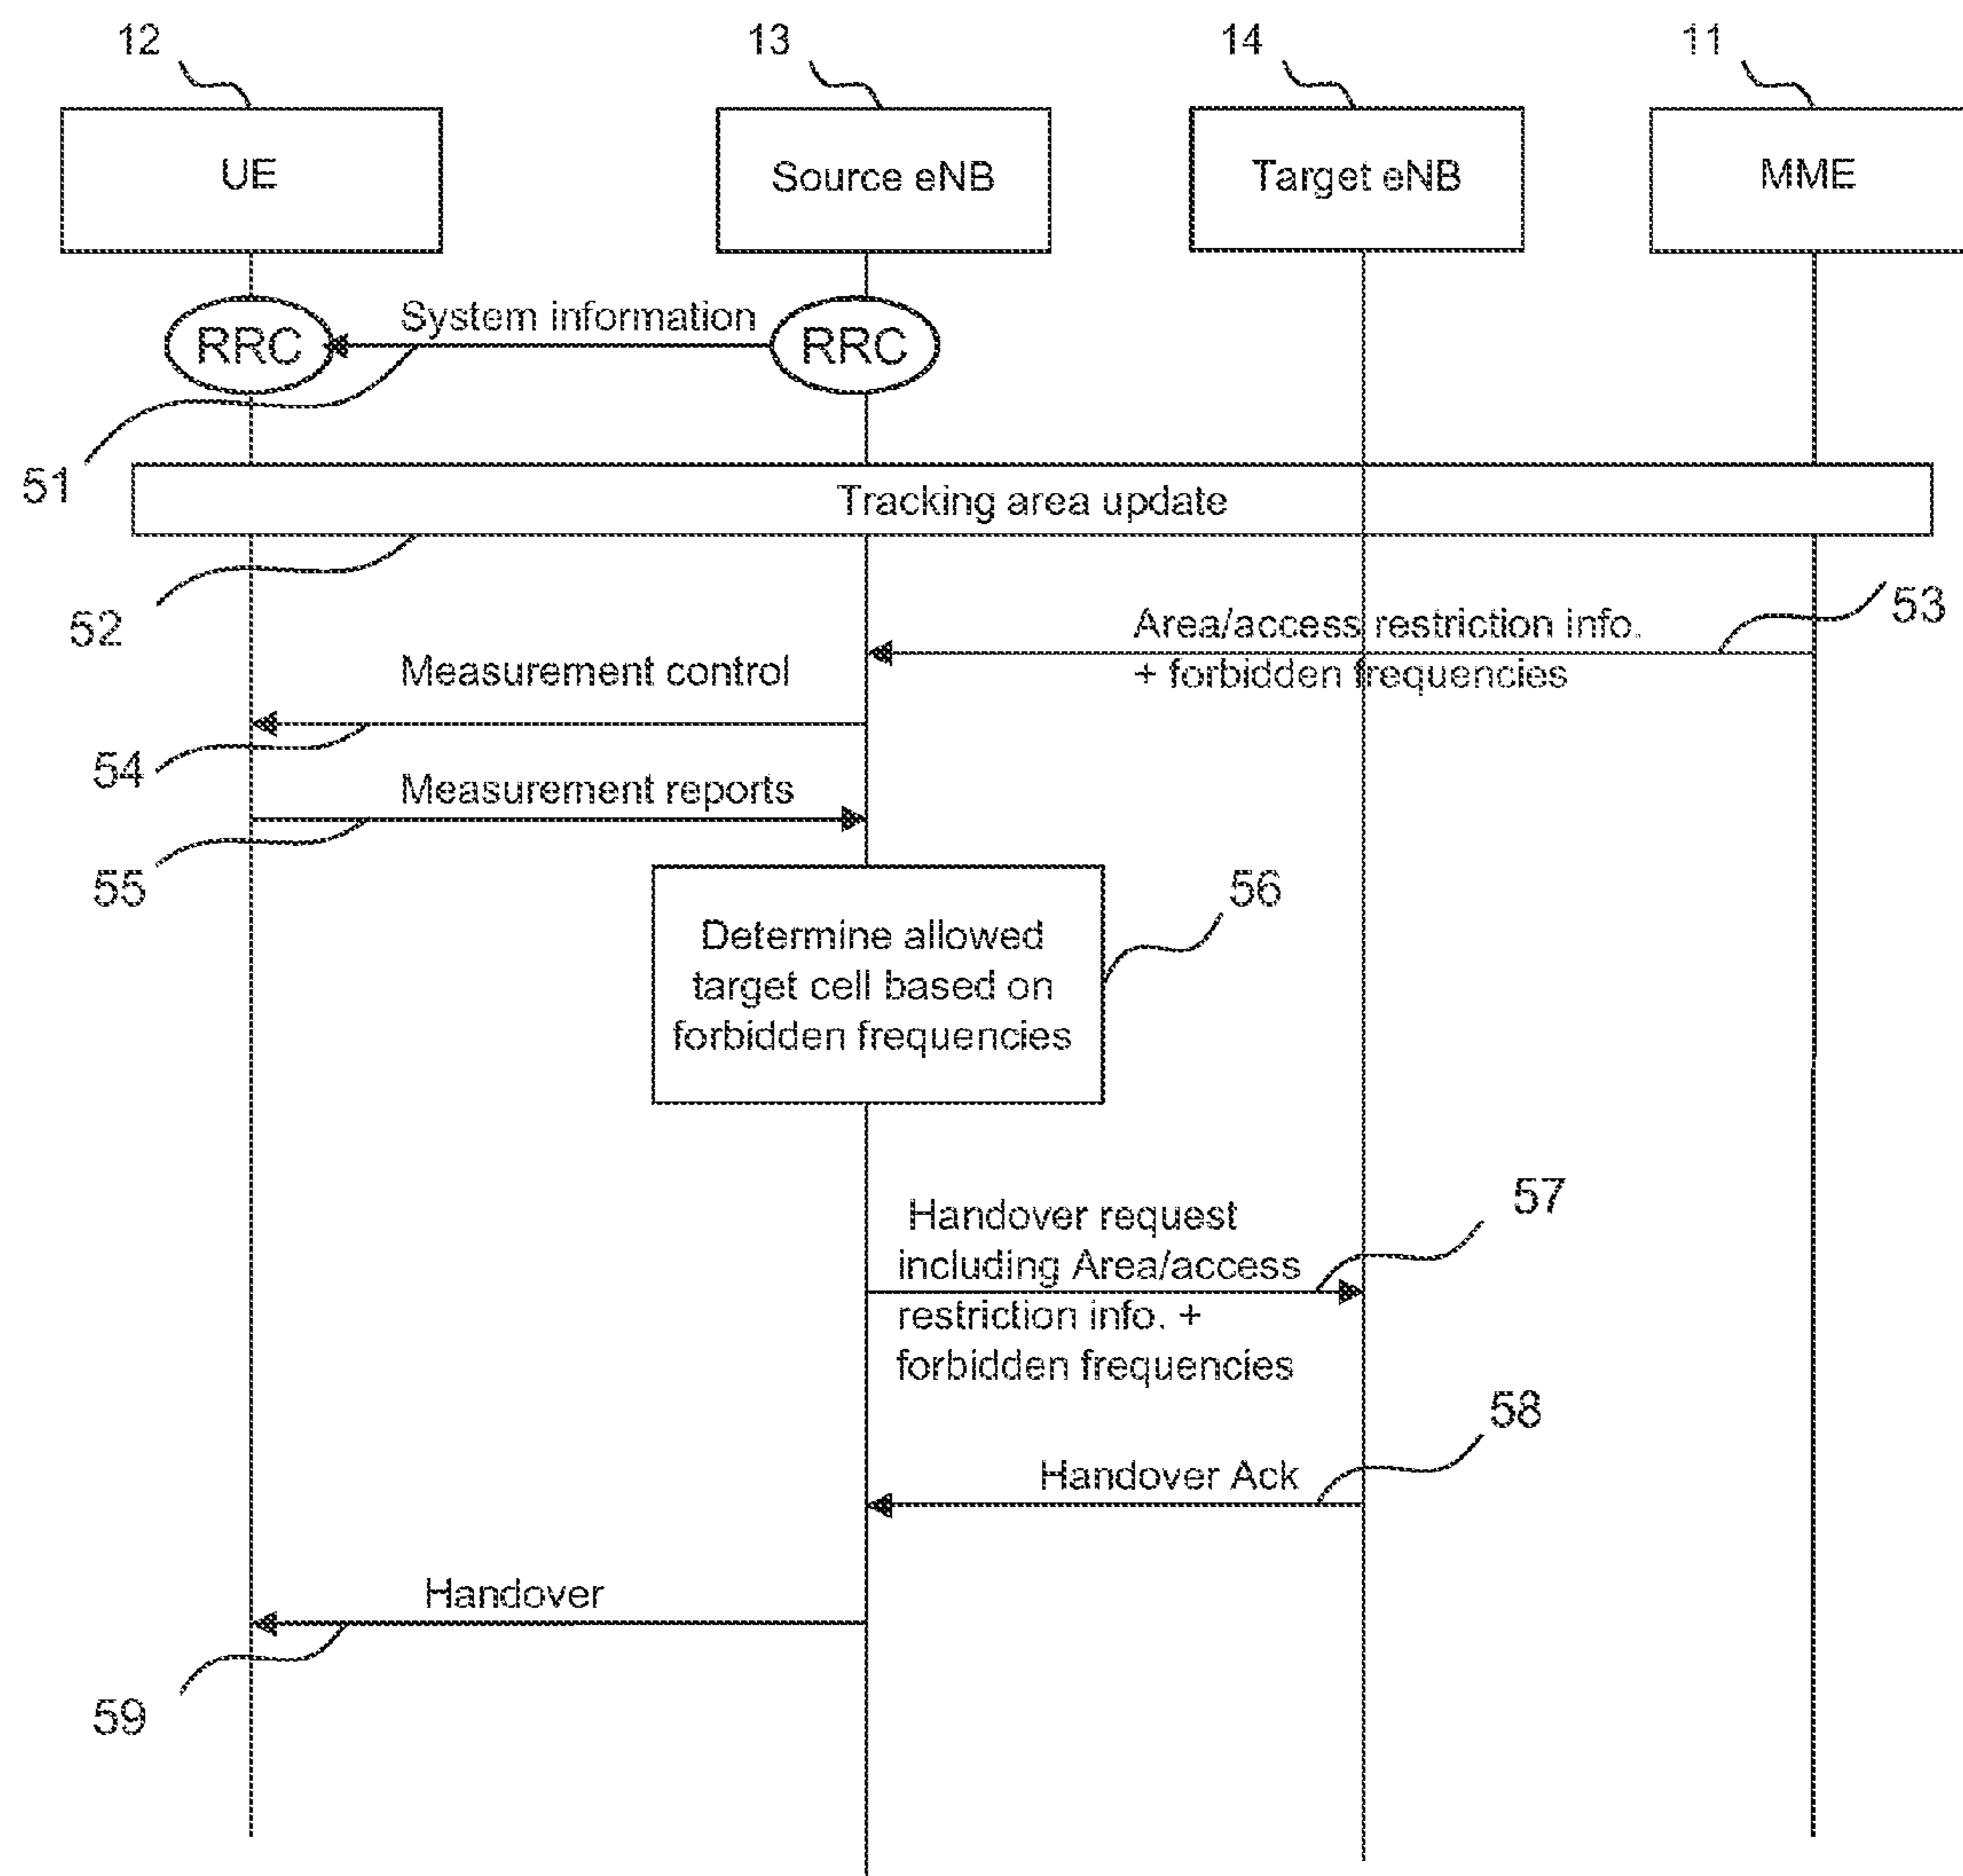 12
13
14
11
UE
Source eNB
Target eNB
MME
System information
RRC
RRC
51
Tracking area update
52
53
Area/access restriction info.
+ forbidden frequencies
Measurement control
54
Measurement reports
55
56
Determine allowed
target cell based on
forbidden frequencies
57
Handover request
including Area/access
restriction info. +
forbidden frequencies
58
Handover Ack
Handover
59